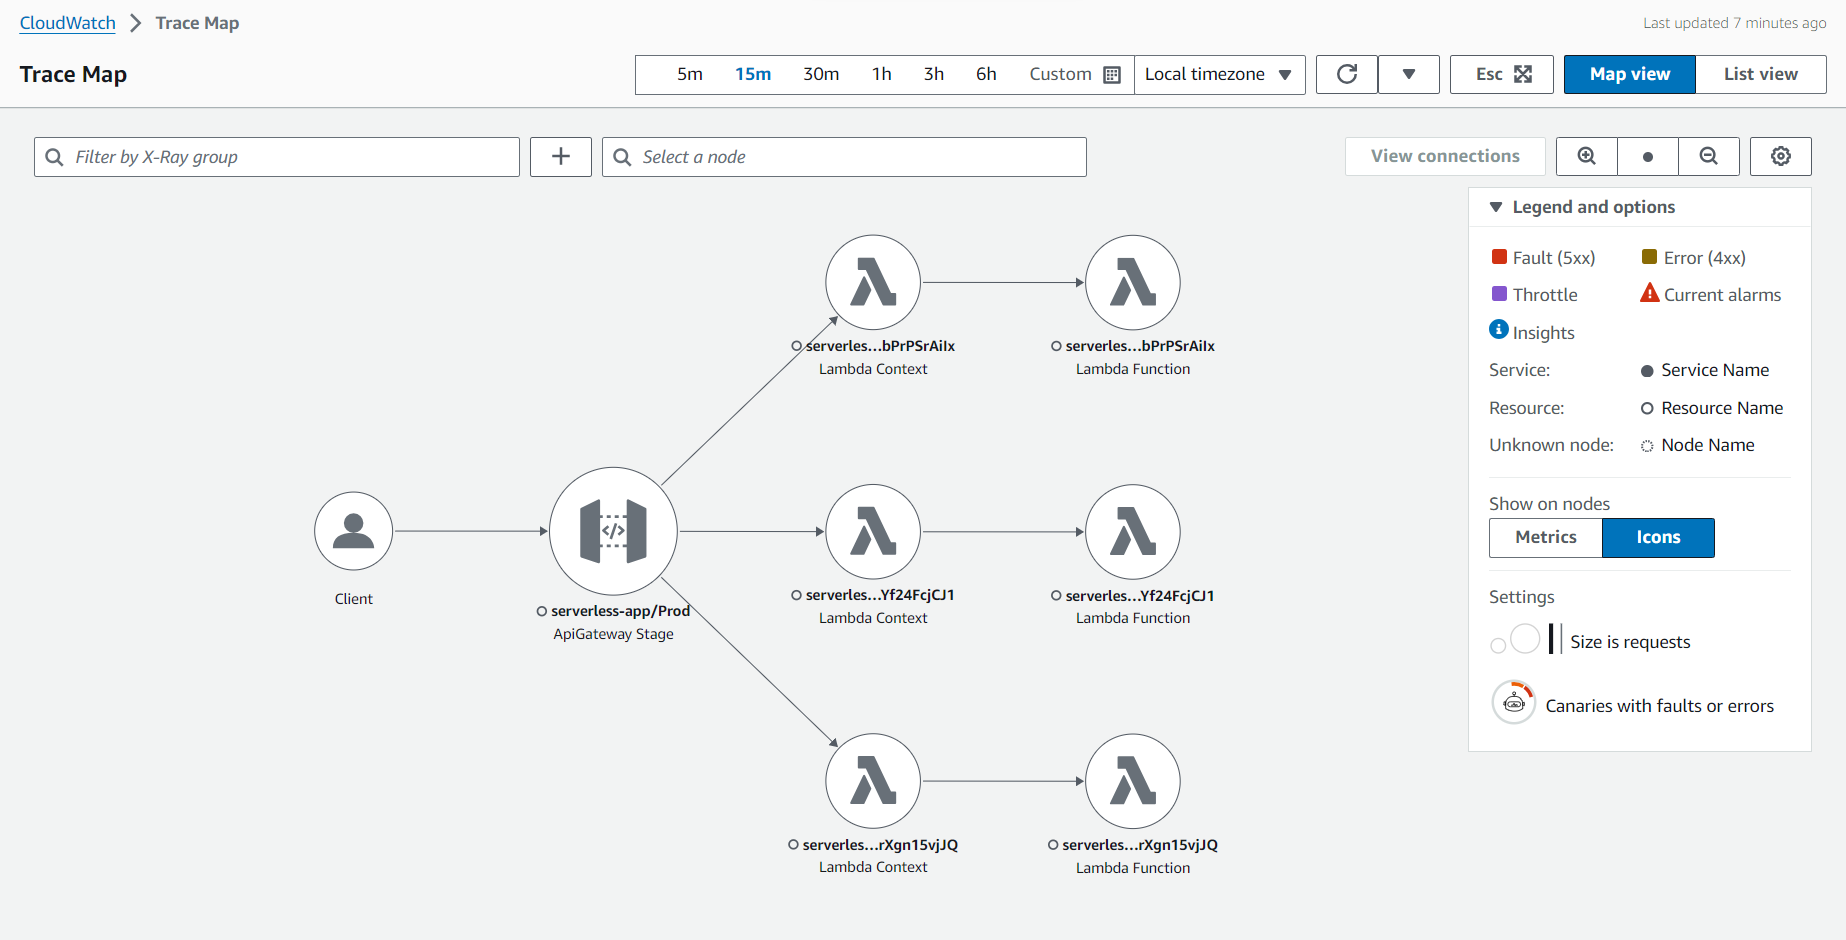 CloudWatch
Trace Map
Last updated 7 minutes ago
Trace Map
5m 15m 30m 1h 3h 6h Custom Local timezone Esc Map view List view
Filter by X-Ray group
Select a node
View connections
Legend and options
Fault (5xx) Error (4xx)
Throttle Current alarms
Insights
Service: Service Name
Resource: Resource Name
Unknown node: Node Name
Show on nodes
Metrics Icons
Settings
Size is requests
Canaries with faults or errors
serverles...bPrPSrAiIx
Lambda Context
serverles...bPrPSrAiIx
Lambda Function
Client
</>
serverless-app/Prod
ApiGateway Stage
serverles...Yf24FcjCJ1
Lambda Context
serverles...Yf24FcjCJ1
Lambda Function
serverles...rXgn15vjJQ
Lambda Context
serverles...rXgn15vjJQ
Lambda Function